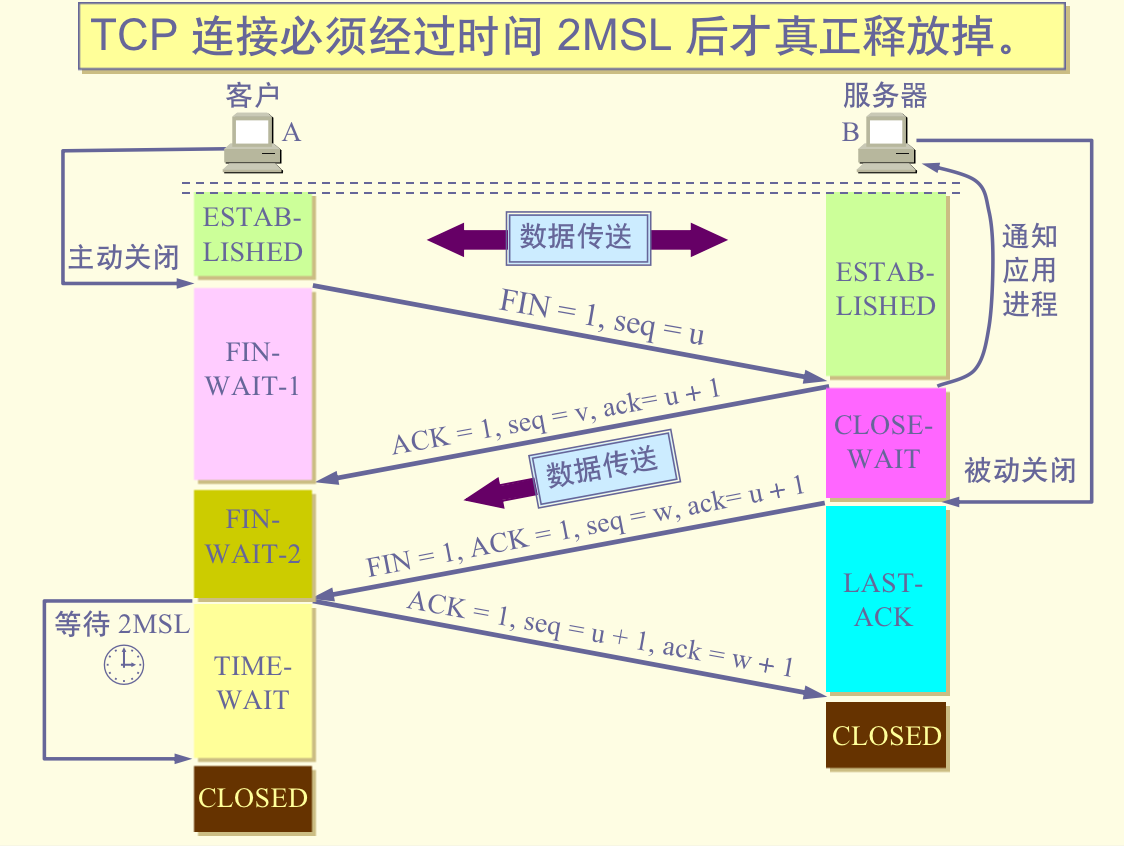 TCP 连接必须经过时间 2MSL 后才真正释放掉。
客户
服务器
A
B
ESTAB-
LISHED
数据传送
主动关闭
通知
应用
进程
ESTAB-
LISHED
FIN = 1, seq = u
FIN-
WAIT-1
ACK = 1, seq = v, ack= u + 1
CLOSE-
WAIT
数据传送
被动关闭
FIN-
WAIT-2
FIN = 1, ACK = 1, seq = w, ack= u + 1
LAST-
ACK
ACK = 1, seq = u + 1, ack = w + 1
等待 2MSL
TIME-
WAIT
CLOSED
CLOSED